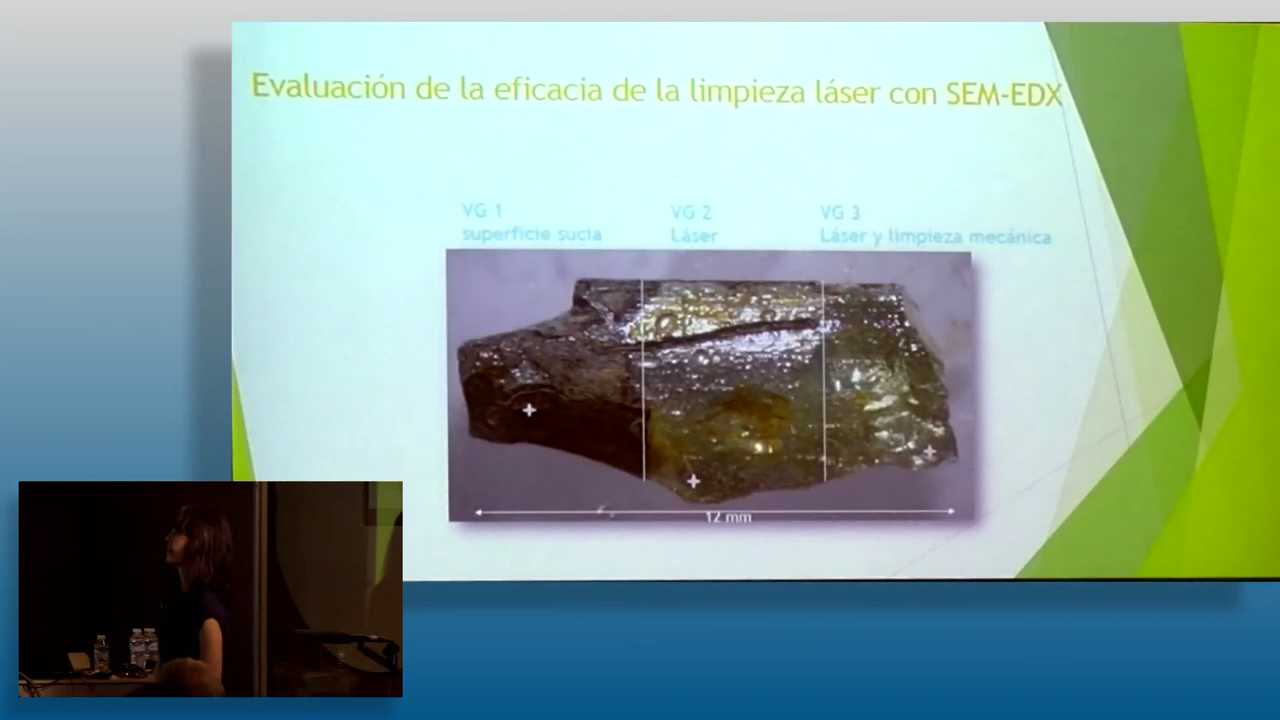 Evaluación de la eficacia de la limpieza láser con SEM-EDX
VG 1
superficie sucia
VG 2
Láser
VG 3
Láser y limpieza mecánica
12 mm